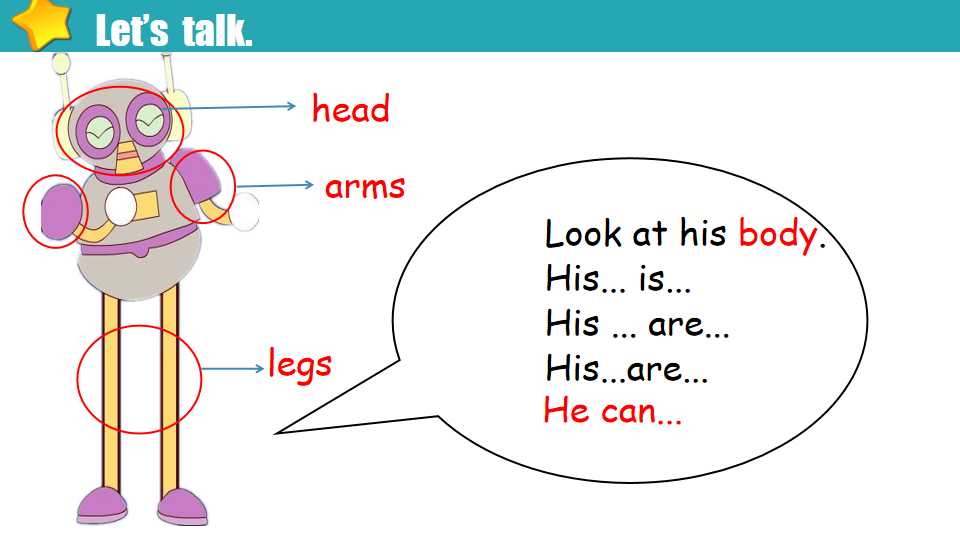 Let's talk.
head
arms
legs
Look at his body.
His... is...
His ... are...
His...are...
He can...